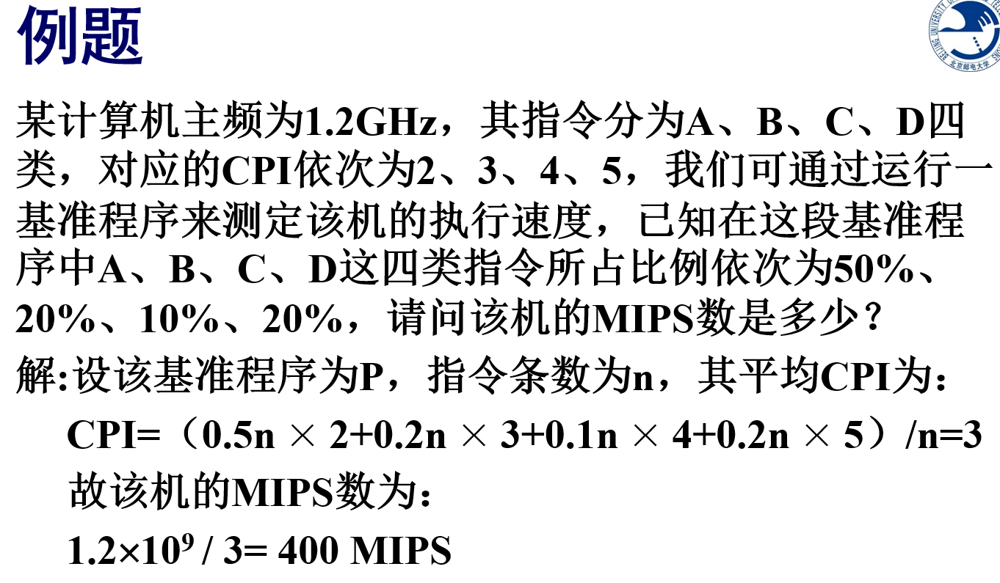 例题
某计算机主频为1.2GHz，其指令分为A、B、C、D四
类，对应的CPI依次为2、3、4、5，我们可通过运行一
基准程序来测定该机的执行速度，已知在这段基准程
序中A、B、C、D这四类指令所占比例依次为50%、
20%、10%、20%，请问该机的MIPS数是多少？
解:设该基准程序为P，指令条数为n，其平均CPI为：
CPI=（0.5n × 2+0.2n × 3+0.1n × 4+0.2n × 5）/n=3
故该机的MIPS数为：
1.2×10⁹ / 3= 400 MIPS
北京邮电大学